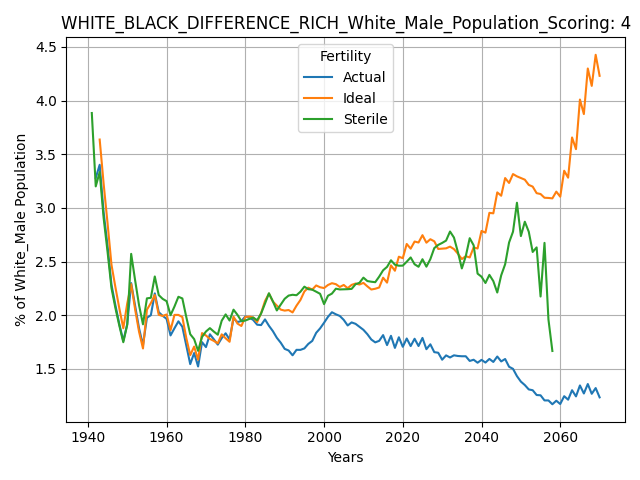 WHITE_BLACK_DIFFERENCE_RICH_White_Male_Population_Scoring: 4
Fertility
Actual
Ideal
Sterile
% of White_Male Population
4.5
4.0
3.5
3.0
2.5
2.0
1.5
1940
1960
1980
2000
2020
2040
2060
Years